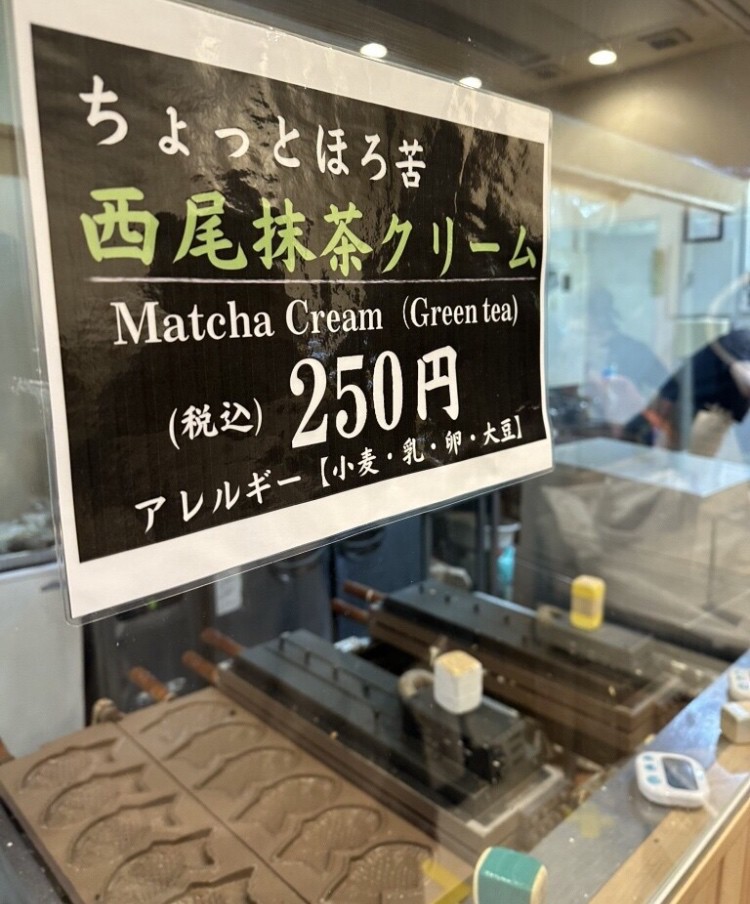 ちょっとほろ苦
西尾抹茶クリーム
Matcha Cream (Green tea)
(税込) 250円
アレルギー【小麦・乳・卵・大豆】